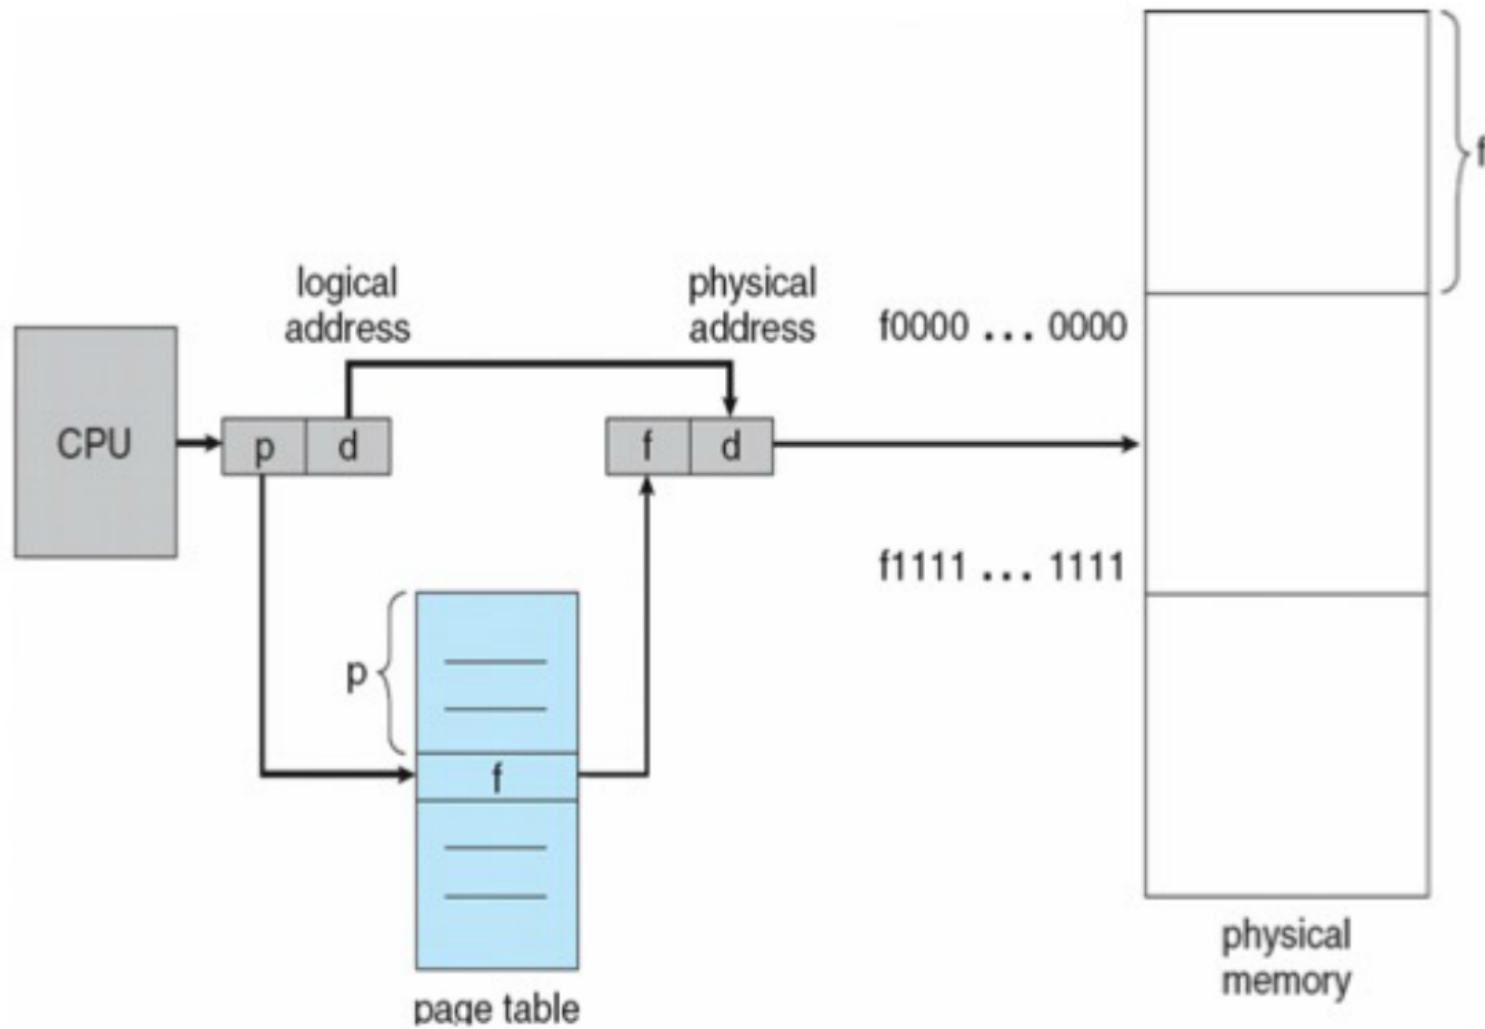 f
logical
address
physical
address
f0000 ... 0000
CPU
p
d
f
d
f1111 ... 1111
p
f
physical
memory
page table